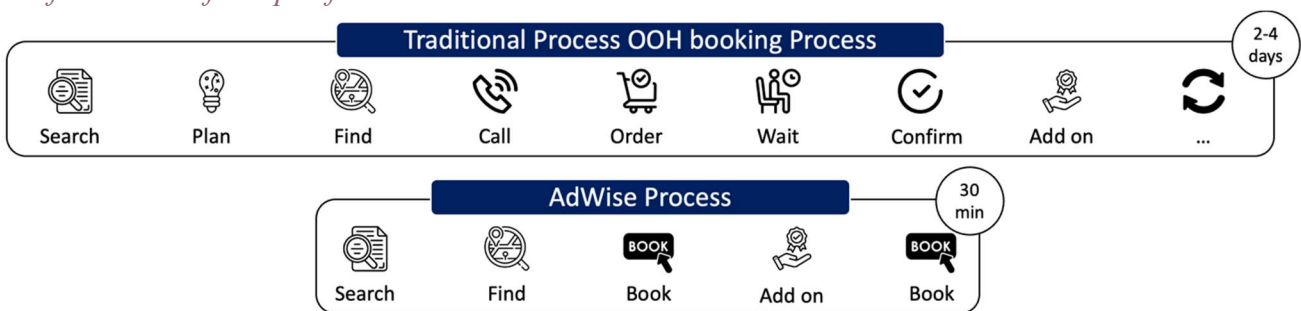 Traditional Process OOH booking Process
2-4
days
Search Plan Find Call Order Wait Confirm Add on ...
AdWise Process
30
min
BOOK BOOK
Search Find Book Add on Book